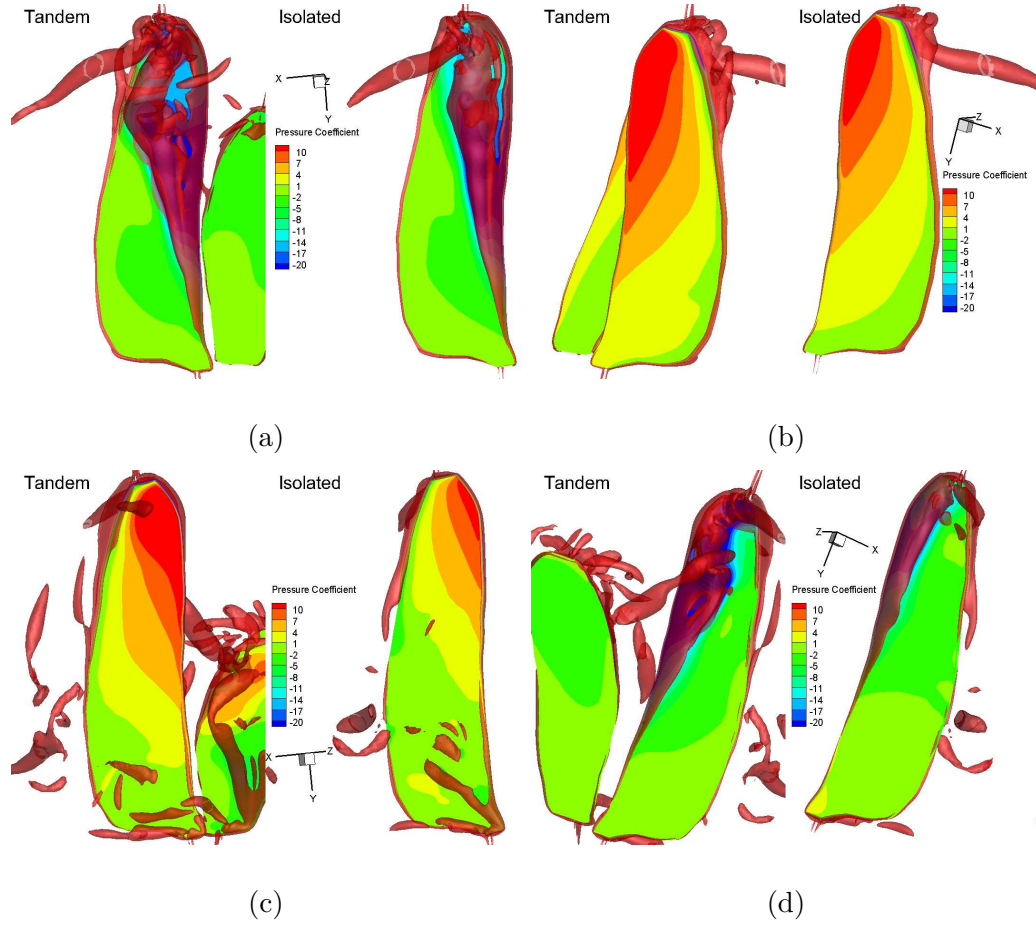 Tandem
Isolated
X
Z
Y
Pressure Coefficient
10
7
4
1
-2
-5
-8
-11
-14
-17
-20
(a)
Tandem
Isolated
Z
X
Y
Pressure Coefficient
10
7
4
1
-2
-5
-8
-11
-14
-17
-20
(b)
Tandem
Isolated
Pressure Coefficient
10
7
4
1
-2
-5
-8
-11
-14
-17
-20
X
Z
Y
(c)
Tandem
Isolated
Z
X
Y
Pressure Coefficient
10
7
4
1
-2
-5
-8
-11
-14
-17
-20
(d)